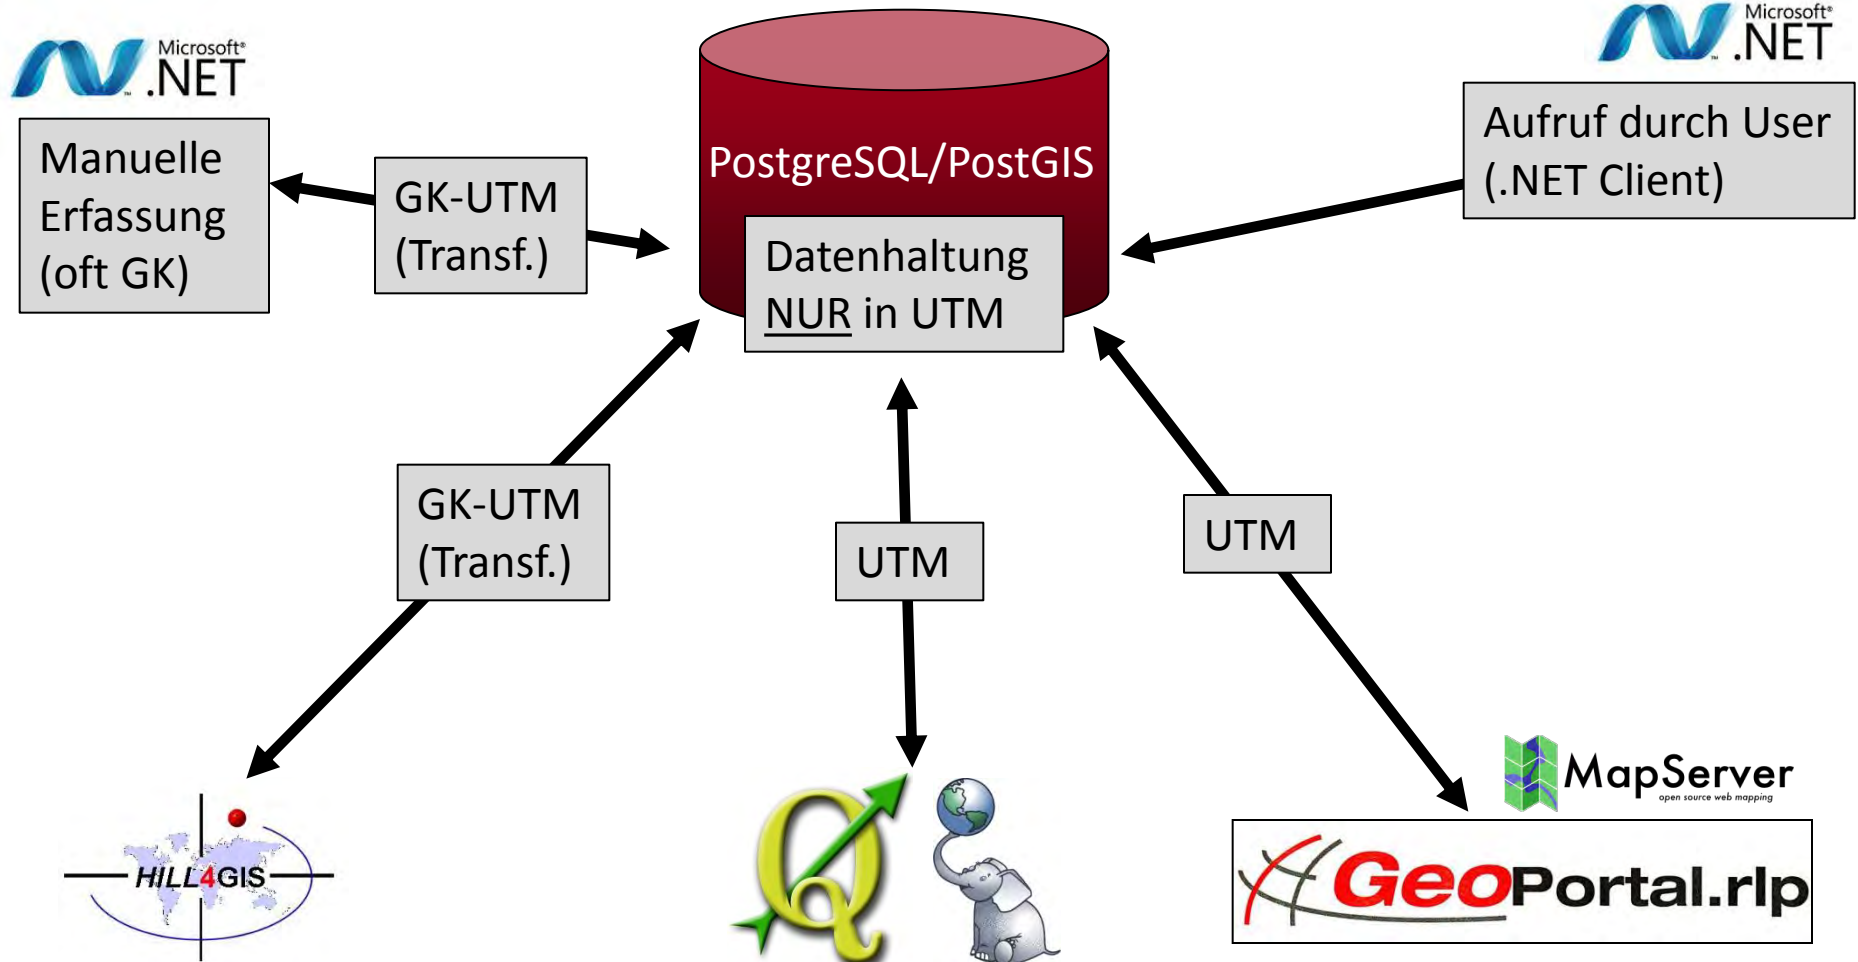 Microsoft®
.NET
Microsoft®
.NET
Manuelle
Erfassung
(oft GK)
GK-UTM
(Transf.)
PostgreSQL/PostGIS
Datenhaltung
NUR in UTM
Aufruf durch User
(.NET Client)
GK-UTM
(Transf.)
UTM
UTM
HILL4GIS
Q
MapServer
open source web mapping
GeoPortal.rlp